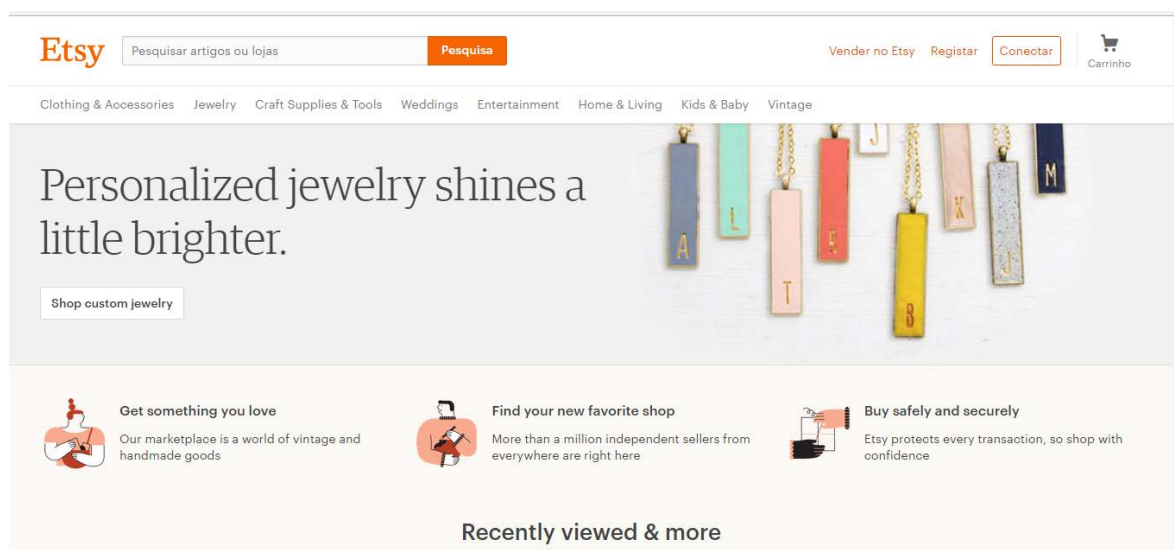 Etsy
Pesquisar artigos ou lojas
Pesquisa
Vender no Etsy
Registar
Conectar
Carrinho
Clothing & Accessories Jewelry Craft Supplies & Tools Weddings Entertainment Home & Living Kids & Baby Vintage
Personalized jewelry shines a
little brighter.
Shop custom jewelry
A
L
T
R
J
B
K
J
M
Get something you love
Our marketplace is a world of vintage and
handmade goods
Find your new favorite shop
More than a million independent sellers from
everywhere are right here
Buy safely and securely
Etsy protects every transaction, so shop with
confidence
Recently viewed & more